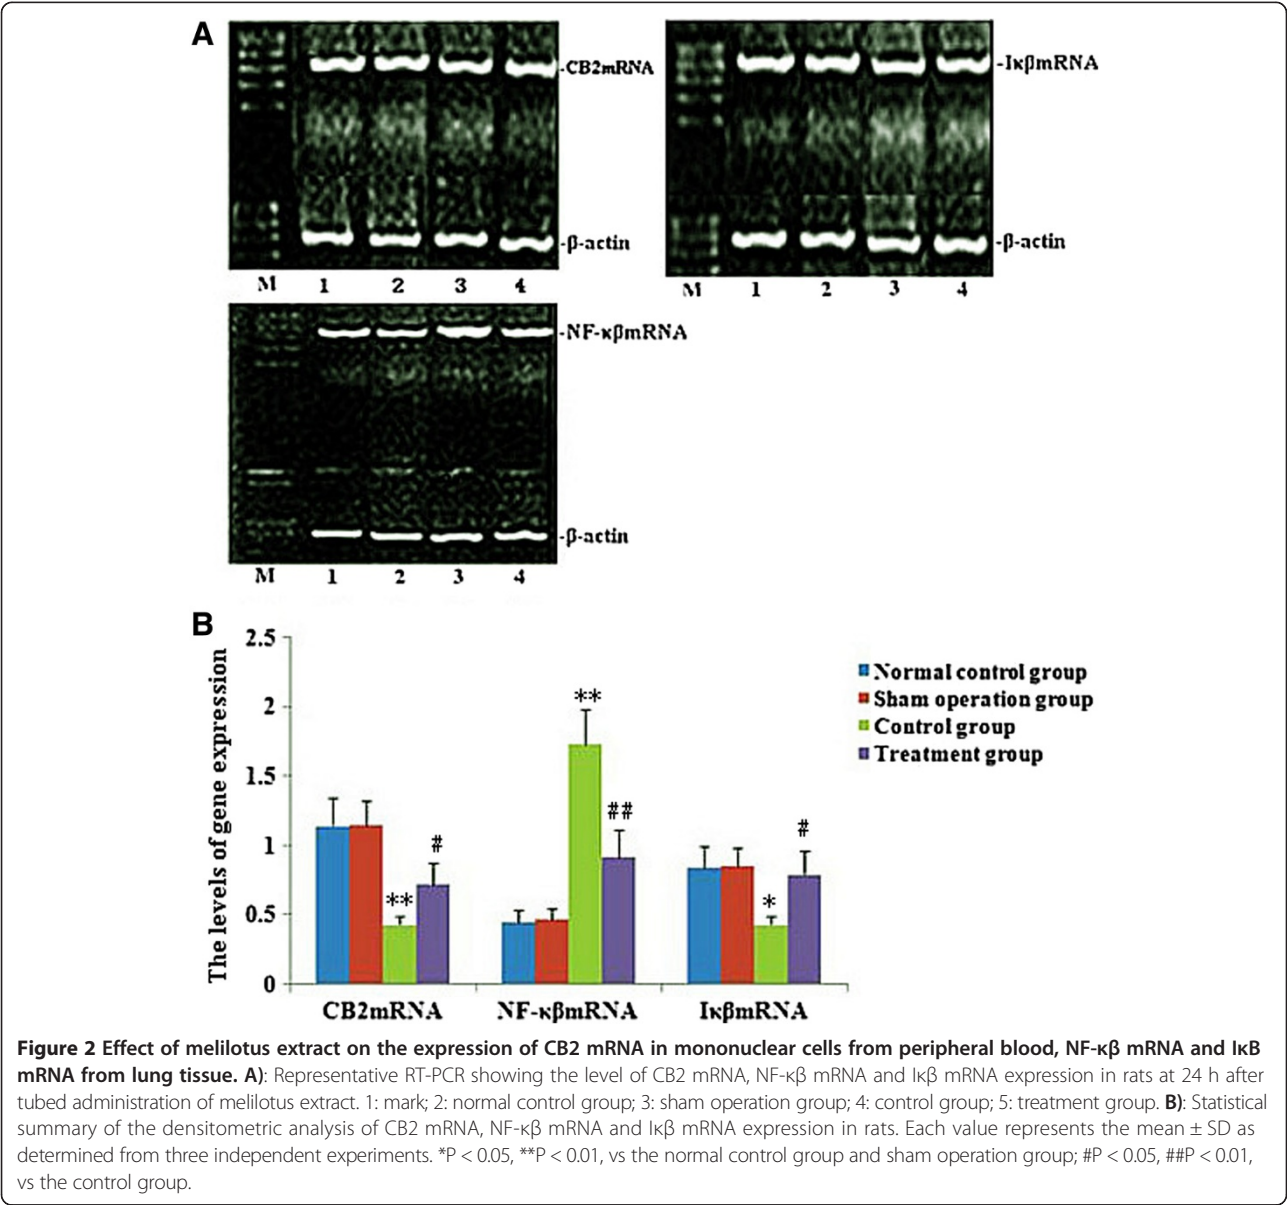 A
-CB2mRNA
-IκβmRNA
-β-actin
-β-actin
M 1 2 3 4
M 1 2 3 4
-NF-κβmRNA
-β-actin
M 1 2 3 4
B
The levels of gene expression
2.5
2
1.5
1
0.5
0
**
#
**
##
*
#
CB2mRNA
NF-κβmRNA
IκβmRNA
Normal control group
Sham operation group
Control group
Treatment group
Figure 2 Effect of melilotus extract on the expression of CB2 mRNA in mononuclear cells from peripheral blood, NF-κβ mRNA and IκB
mRNA from lung tissue. A): Representative RT-PCR showing the level of CB2 mRNA, NF-κβ mRNA and Iκβ mRNA expression in rats at 24 h after
tubed administration of melilotus extract. 1: mark; 2: normal control group; 3: sham operation group; 4: control group; 5: treatment group. B): Statistical
summary of the densitometric analysis of CB2 mRNA, NF-κβ mRNA and Iκβ mRNA expression in rats. Each value represents the mean ± SD as
determined from three independent experiments. *P < 0.05, **P < 0.01, vs the normal control group and sham operation group; #P < 0.05, ##P < 0.01,
vs the control group.